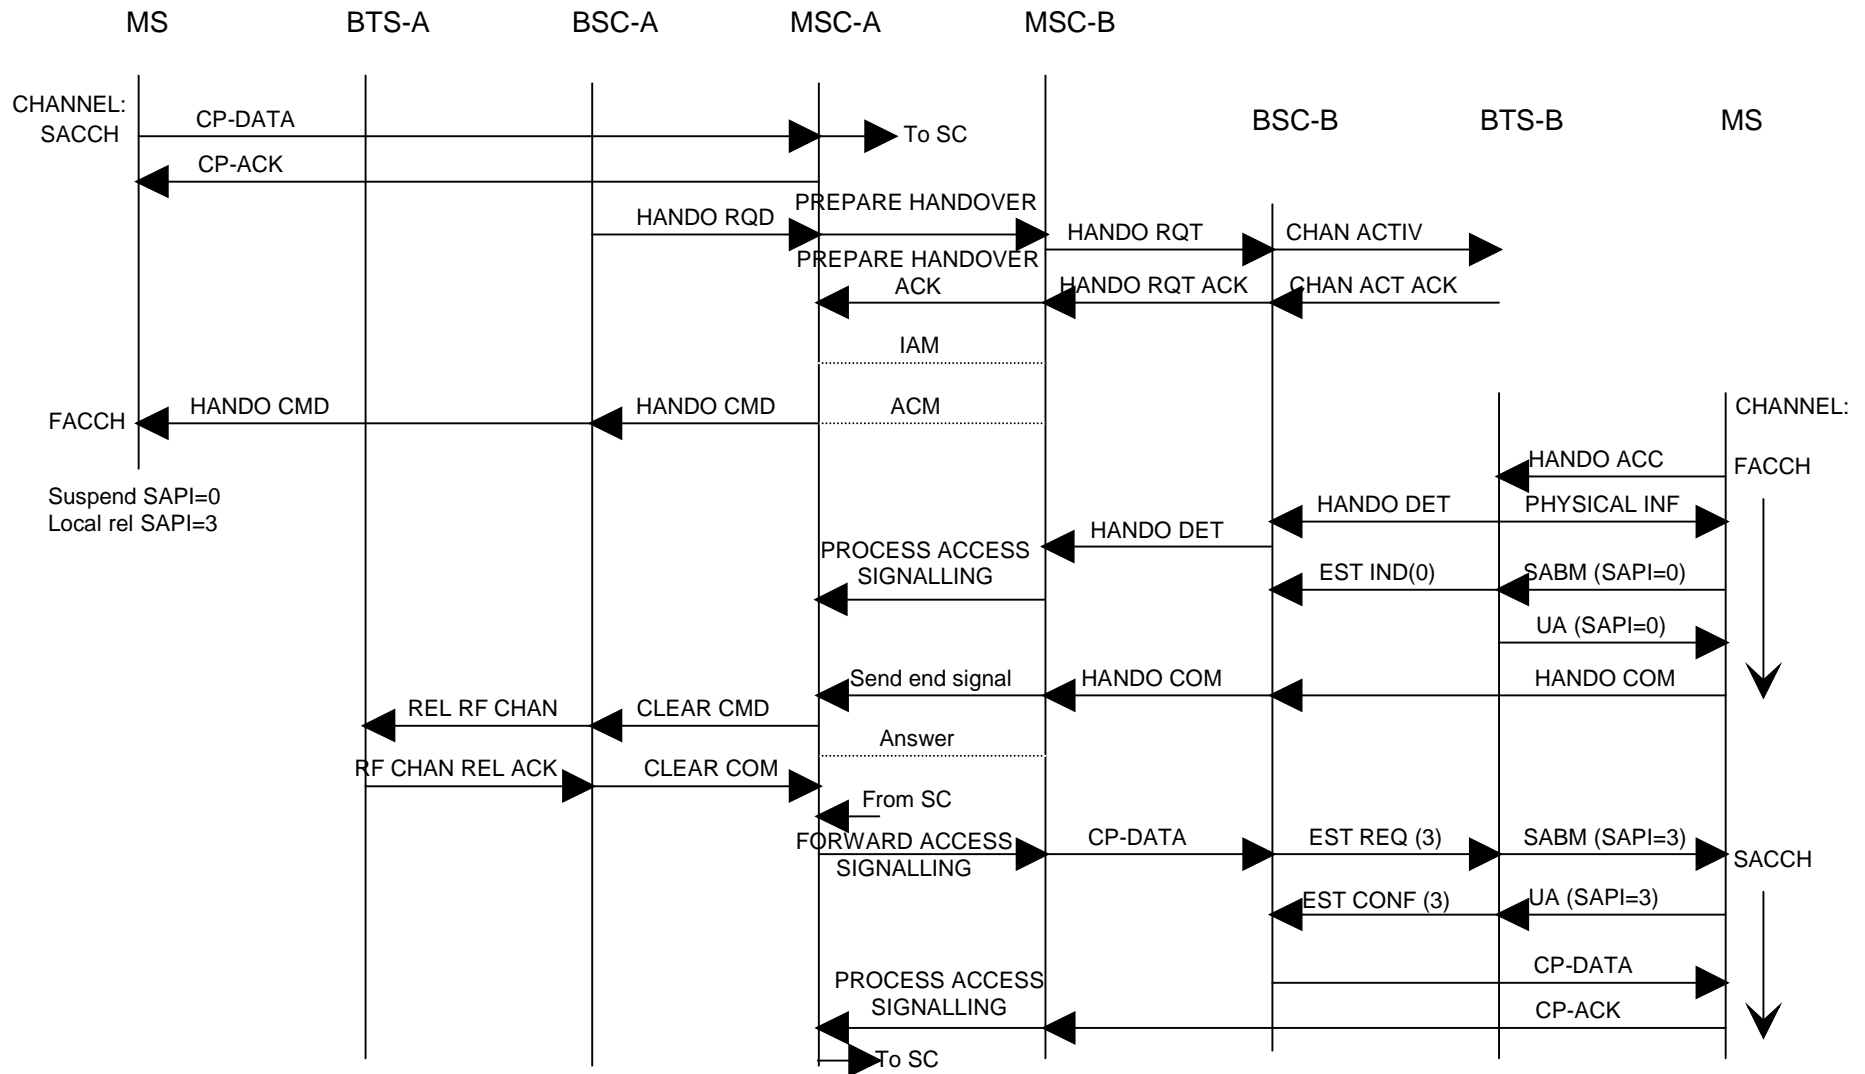 MS BTS-A BSC-A MSC-A MSC-B
CHANNEL:
SACCH CP-DATA To SC BSC-B BTS-B MS
CP-ACK
PREPARE HANDOVER
HANDO RQD HANDO RQT CHAN ACTIV
PREPARE HANDOVER
ACK HANDO RQT ACK CHAN ACT ACK
IAM
FACCH HANDO CMD HANDO CMD ACM CHANNEL:
HANDO ACC FACCH
Suspend SAPI=0
Local rel SAPI=3
HANDO DET PHYSICAL INF
HANDO DET
PROCESS ACCESS
SIGNALLING
EST IND(0) SABM (SAPI=0)
UA (SAPI=0)
Send end signal HANDO COM HANDO COM
REL RF CHAN CLEAR CMD
Answer
RF CHAN REL ACK CLEAR COM
From SC
FORWARD ACCESS
SIGNALLING
CP-DATA EST REQ (3) SABM (SAPI=3)
SACCH
EST CONF (3) UA (SAPI=3)
CP-DATA
PROCESS ACCESS
SIGNALLING
CP-ACK
To SC